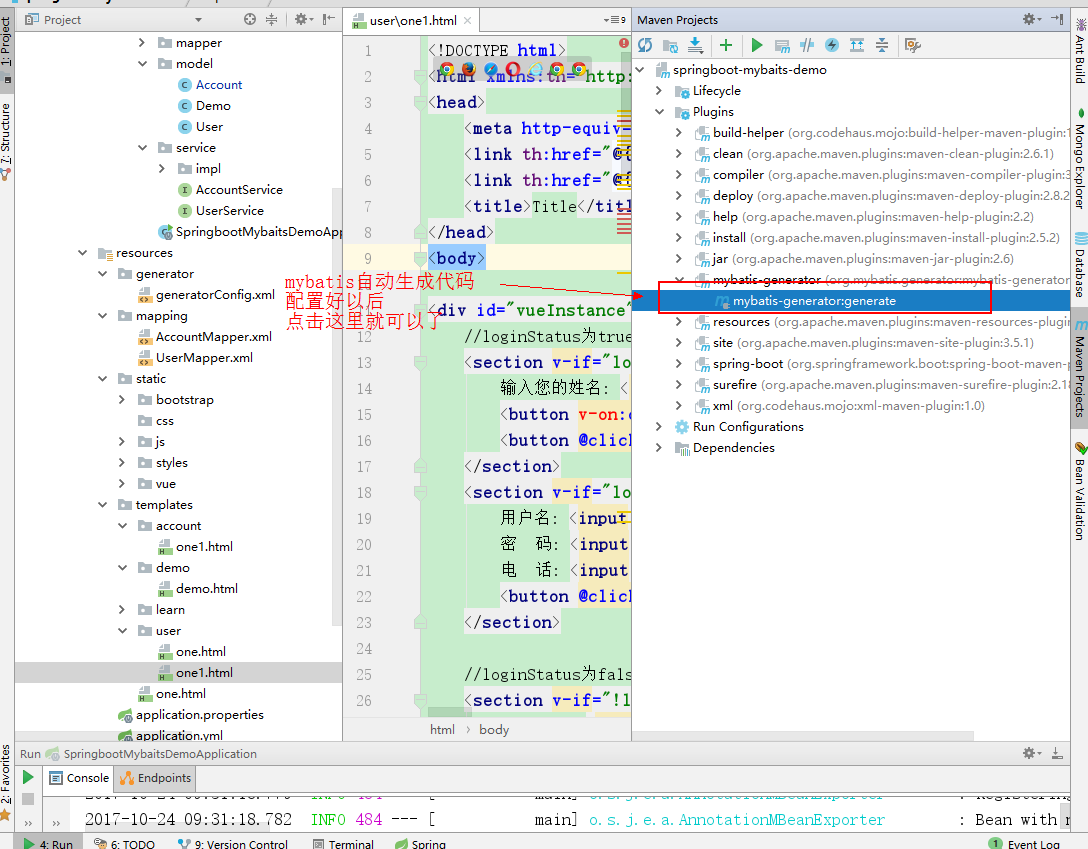 Project
user\one1.html
9
Maven Projects
1: Project
7: Structure
2: Favorites
mapper
model
Account
Demo
User
service
impl
AccountService
UserService
SpringbootMybaitsDemoApp
resources
generator
generatorConfig.xml
mapping
AccountMapper.xml
UserMapper.xml
static
bootstrap
css
js
styles
vue
templates
account
one1.html
demo
demo.html
learn
user
one.html
one1.html
one.html
application.properties
application.yml
1 <!DOCTYPE html>
2 <html xmlns:th="http:
3 <head>
4 <meta http-equiv-
5 <link th:href="@{
6 <link th:href="@{
7 <title>Title</titl
8 </head>
9 <body>
mybatis自动生成代码
配置好以后
点击这里就可以了
<div id="vueInstance"
12 //loginStatus为true
13 <section v-if="lo
14 输入您的姓名: <
15 <button v-on:c
16 <button @click
17 </section>
18 <section v-if="lo
19 用户名: <input
20 密 码: <input
21 电 话: <input
22 <button @click
23 </section>
24
25 //loginStatus为fals
26 <section v-if="!l
html › body
springboot-mybaits-demo
Lifecycle
Plugins
build-helper (org.codehaus.mojo:build-helper-maven-plugin:1
clean (org.apache.maven.plugins:maven-clean-plugin:2.6.1)
compiler (org.apache.maven.plugins:maven-compiler-plugin:3
deploy (org.apache.maven.plugins:maven-deploy-plugin:2.8.2
help (org.apache.maven.plugins:maven-help-plugin:2.2)
install (org.apache.maven.plugins:maven-install-plugin:2.5.2)
jar (org.apache.maven.plugins:maven-jar-plugin:2.6)
mybatis-generator (org.mybatis.generator:mybatis-generator
mybatis-generator:generate
resources (org.apache.maven.plugins:maven-resources-plugin
site (org.apache.maven.plugins:maven-site-plugin:3.5.1)
spring-boot (org.springframework.boot:spring-boot-maven-p
surefire (org.apache.maven.plugins:maven-surefire-plugin:2.18
xml (org.codehaus.mojo:xml-maven-plugin:1.0)
Run Configurations
Dependencies
Ant Build
Mongo Explorer
Database
Maven Projects
Bean Validation
Run SpringbootMybaitsDemoApplication
Console Endpoints
2017-10-24 09:31:18.779 INFO 484 --- [ main] o.s.j.e.a.AnnotationMBeanExporter : Registering
2017-10-24 09:31:18.782 INFO 484 --- [ main] o.s.j.e.a.AnnotationMBeanExporter : Bean with n
4: Run 6: TODO 9: Version Control Terminal Spring 1 Event Log